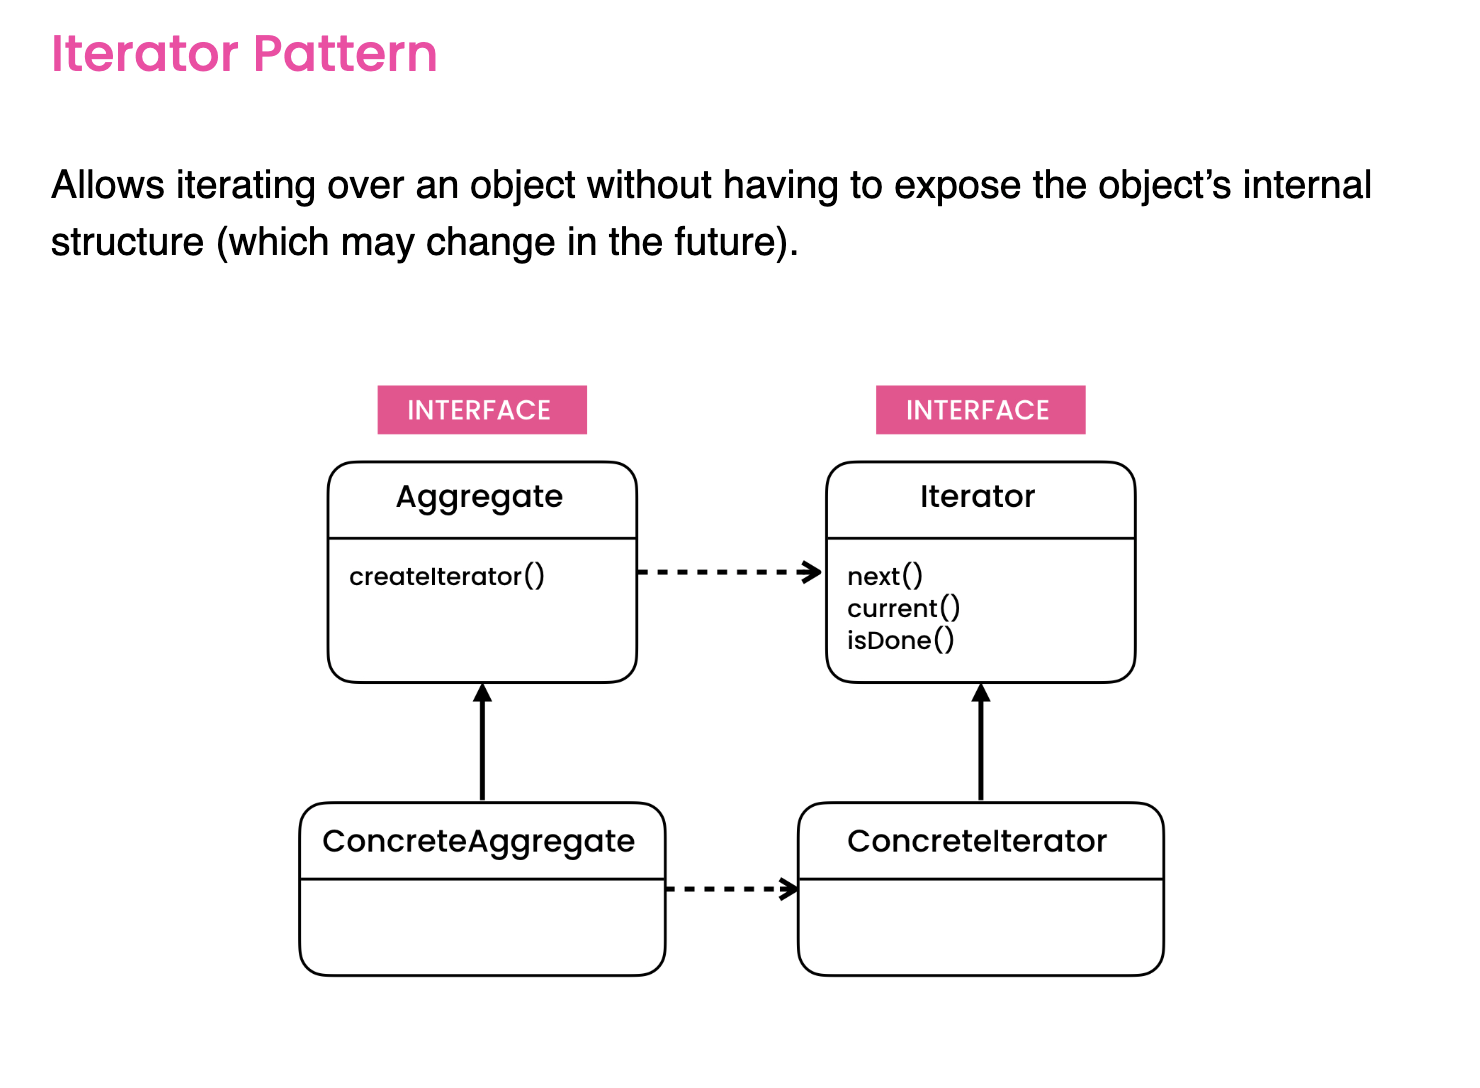 Iterator Pattern
Allows iterating over an object without having to expose the object’s internal
structure (which may change in the future).
INTERFACE
INTERFACE
Aggregate
Iterator
createIterator()
next()
current()
isDone()
ConcreteAggregate
ConcreteIterator